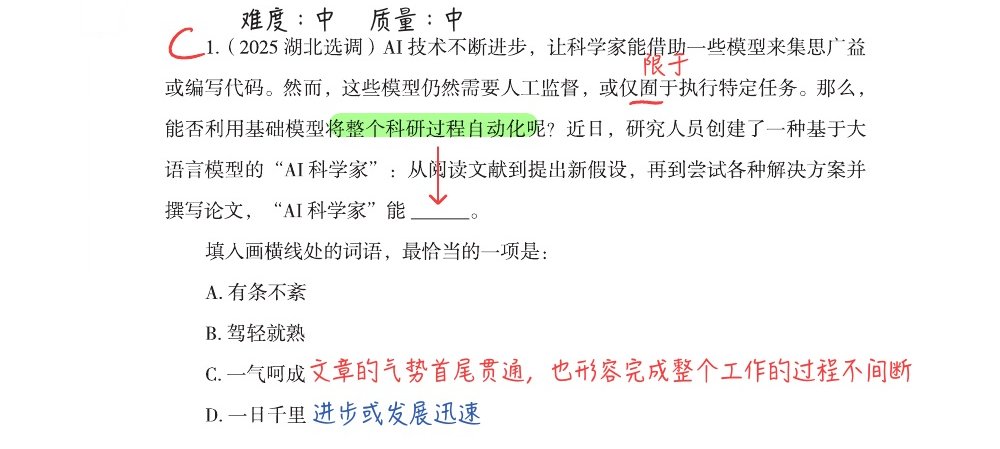 难度：中　质量：中
C 1.（2025 湖北选调）AI 技术不断进步，让科学家能借助一些模型来集思广益
限于
或编写代码。然而，这些模型仍然需要人工监督，或仅囿于执行特定任务。那么，
能否利用基础模型将整个科研过程自动化呢？近日，研究人员创建了一种基于大
语言模型的“AI 科学家”：从阅读文献到提出新假设，再到尝试各种解决方案并
撰写论文，“AI 科学家”能 ______。
填入画横线处的词语，最恰当的一项是：
A. 有条不紊
B. 驾轻就熟
C. 一气呵成 文章的气势首尾贯通，也形容完成整个工作的过程不间断
D. 一日千里 进步或发展迅速